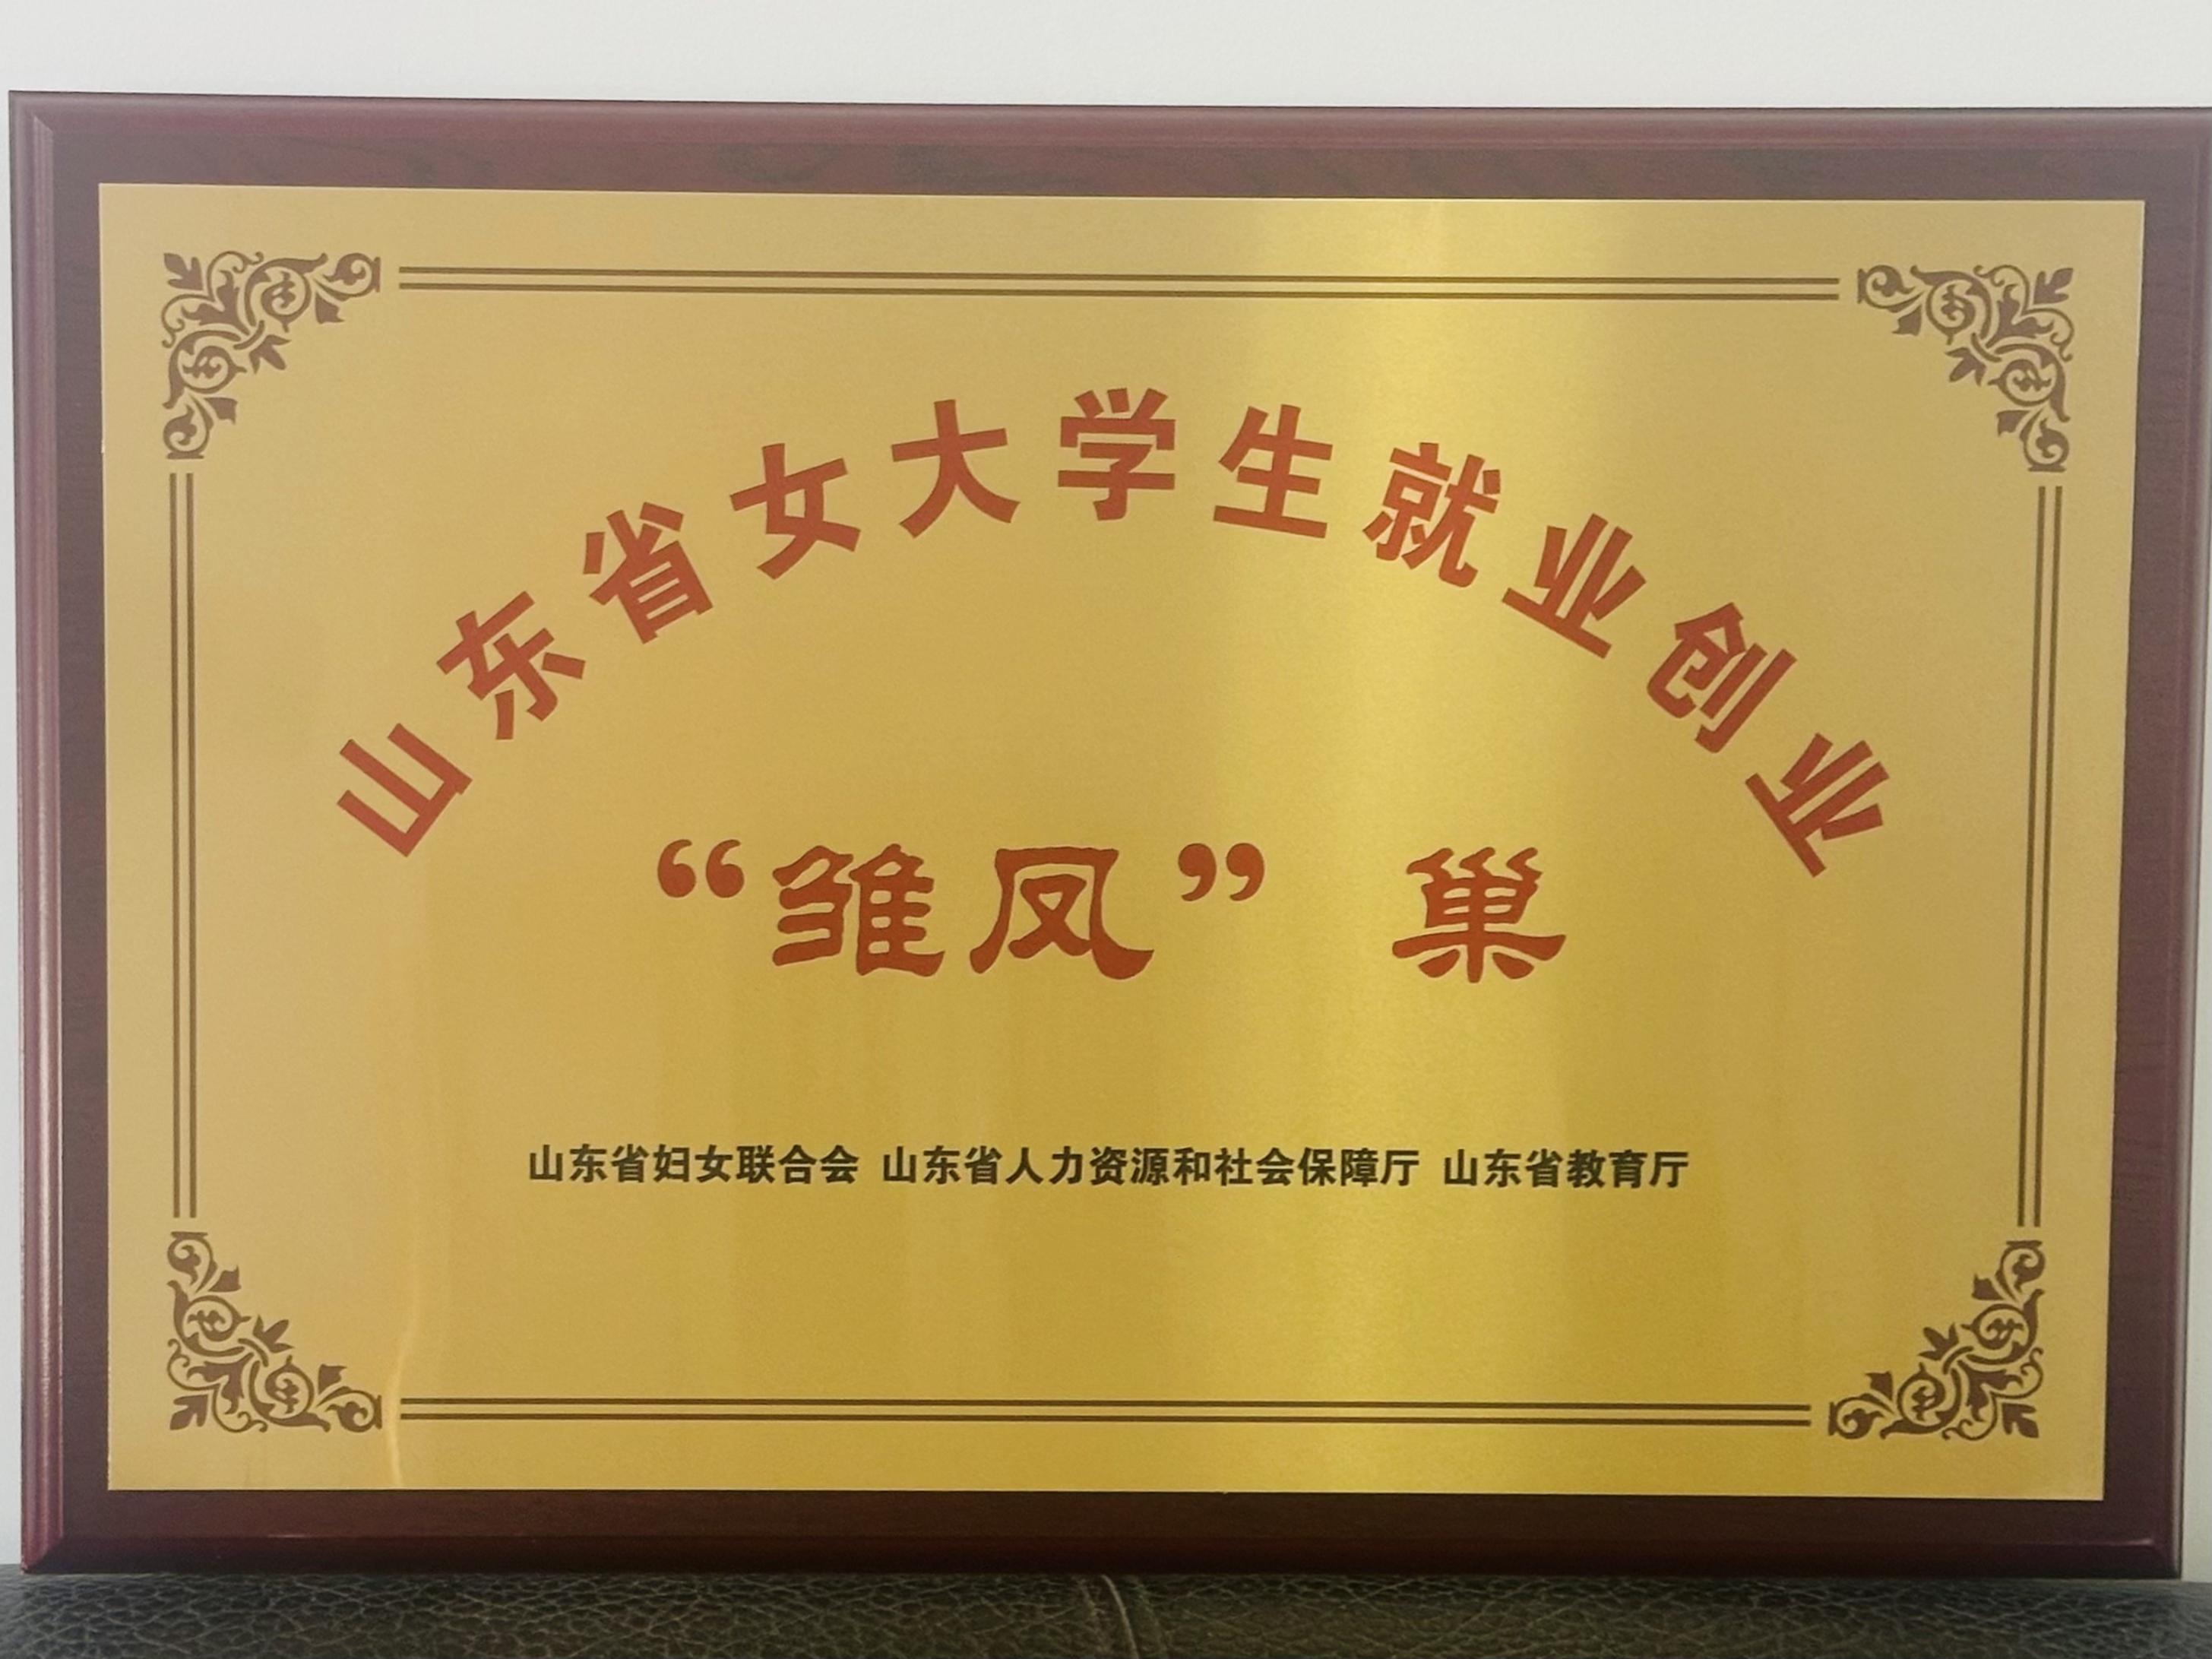 山东省女大学生就业创业
“雏凤”巢
山东省妇女联合会 山东省人力资源和社会保障厅 山东省教育厅